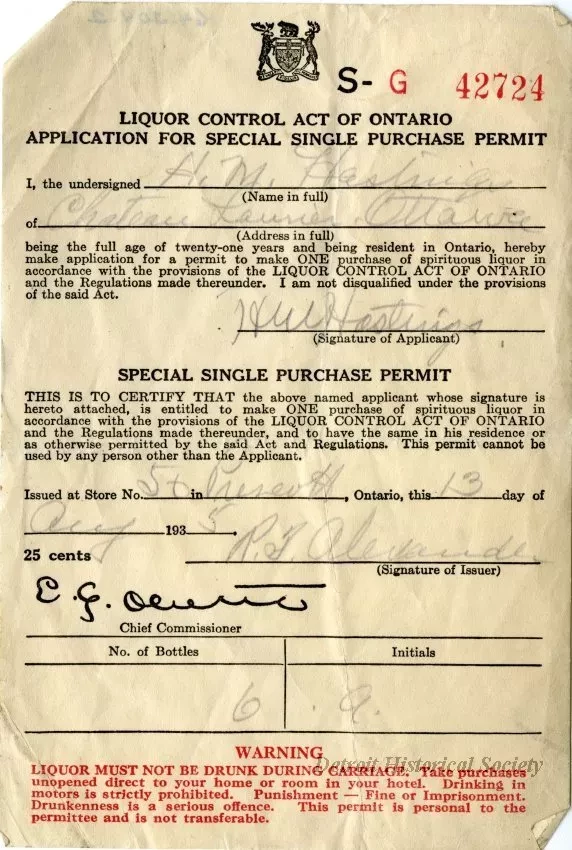 S- G 42724
LIQUOR CONTROL ACT OF ONTARIO
APPLICATION FOR SPECIAL SINGLE PURCHASE PERMIT
I, the undersigned H. M. Hastings
(Name in full)
of Chateau Laurier Ottawa
(Address in full)
being the full age of twenty-one years and being resident in Ontario, hereby
make application for a permit to make ONE purchase of spirituous liquor in
accordance with the provisions of the LIQUOR CONTROL ACT OF ONTARIO
and the Regulations made thereunder. I am not disqualified under the provisions
of the said Act.
HM Hastings
(Signature of Applicant)
SPECIAL SINGLE PURCHASE PERMIT
THIS IS TO CERTIFY THAT the above named applicant whose signature is
hereto attached, is entitled to make ONE purchase of spirituous liquor in
accordance with the provisions of the LIQUOR CONTROL ACT OF ONTARIO
and the Regulations made thereunder, and to have the same in his residence or
as otherwise permitted by the said Act and Regulations. This permit cannot be
used by any person other than the Applicant.
Issued at Store No. in Prescott, Ontario, this 13 day of
Aug 1935.
25 cents R. F. Alexander
(Signature of Issuer)
E. G.
Chief Commissioner
No. of Bottles Initials
6 a.
WARNING
LIQUOR MUST NOT BE DRUNK DURING CARRIAGE. Take purchases
unopened direct to your home or room in your hotel. Drinking in
motors is strictly prohibited. Punishment — Fine or Imprisonment.
Drunkenness is a serious offence. This permit is personal to the
permittee and is not transferable.
Detroit Historical Society